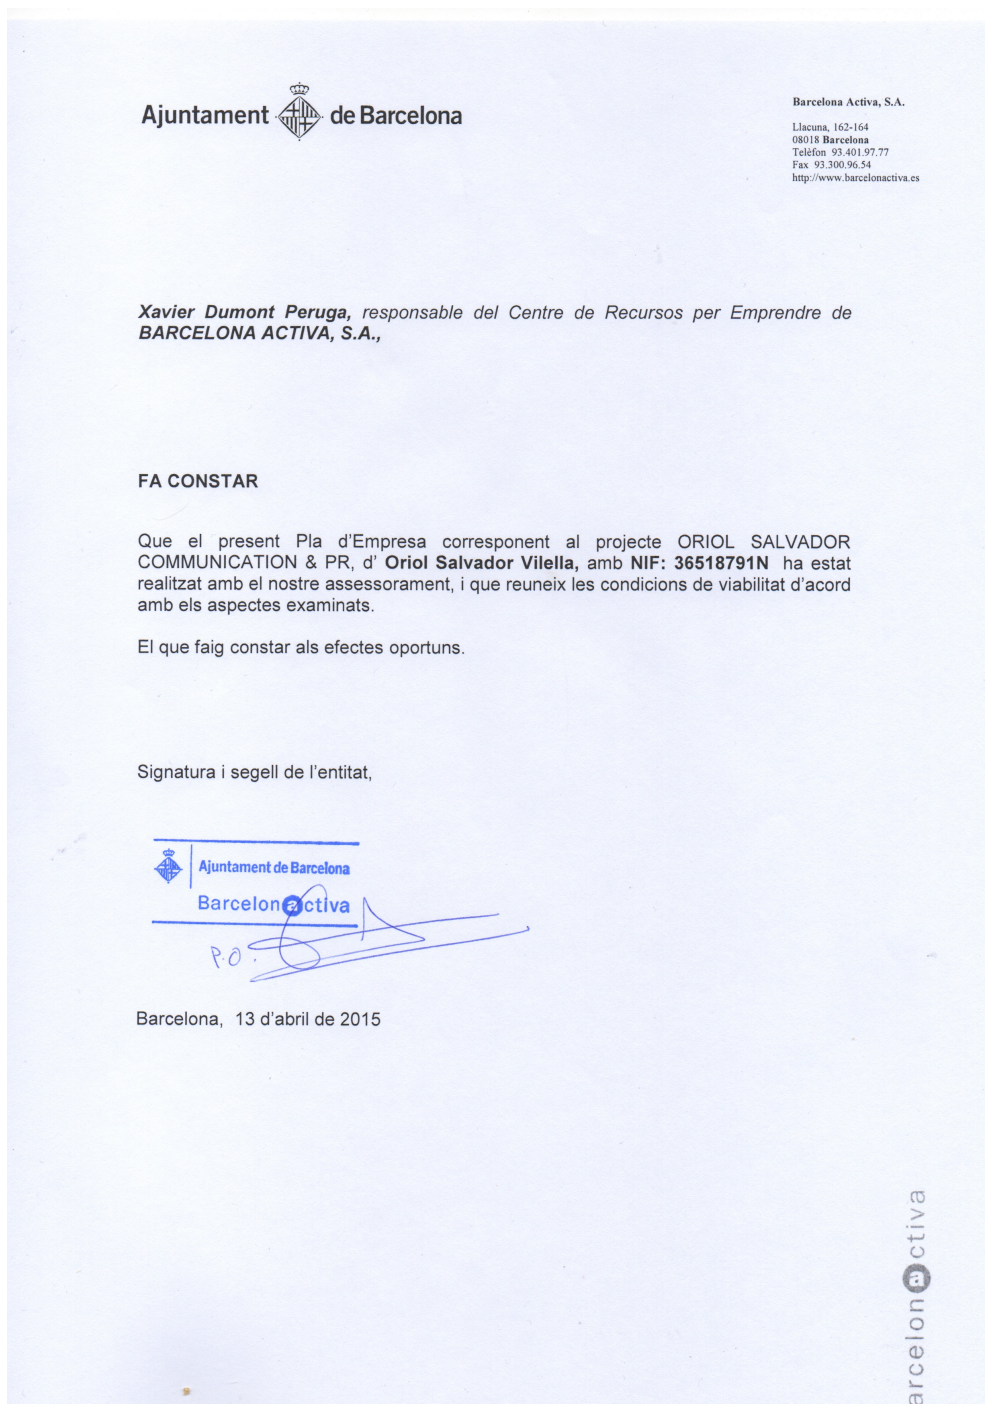 Ajuntament de Barcelona
Barcelona Activa, S.A.
Llacuna, 162-164
08018 Barcelona
Telèfon 93.401.97.77
Fax 93.300.96.54
http://www.barcelonactiva.es
Xavier Dumont Peruga, responsable del Centre de Recursos per Emprendre de
BARCELONA ACTIVA, S.A.,
FA CONSTAR
Que el present Pla d'Empresa corresponent al projecte ORIOL SALVADOR
COMMUNICATION & PR, d' Oriol Salvador Vilella, amb NIF: 36518791N ha estat
realitzat amb el nostre assessorament, i que reuneix les condicions de viabilitat d'acord
amb els aspectes examinats.
El que faig constar als efectes oportuns.
Signatura i segell de l'entitat,
Ajuntament de Barcelona
Barcelonactiva
P.O.
Barcelona, 13 d'abril de 2015
arcelonactiva